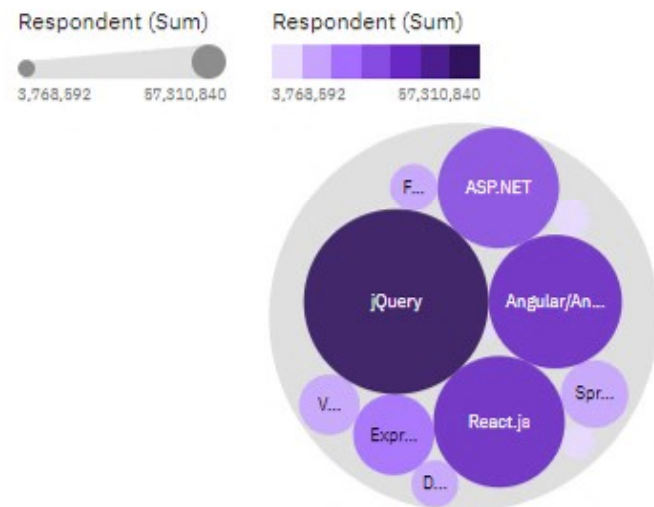 Respondent (Sum) Respondent (Sum)
3,768,592 57,310,840 3,768,592 57,310,840
F... ASP.NET
jQuery Angular/An...
V... Spr...
Expr... React.js
D...